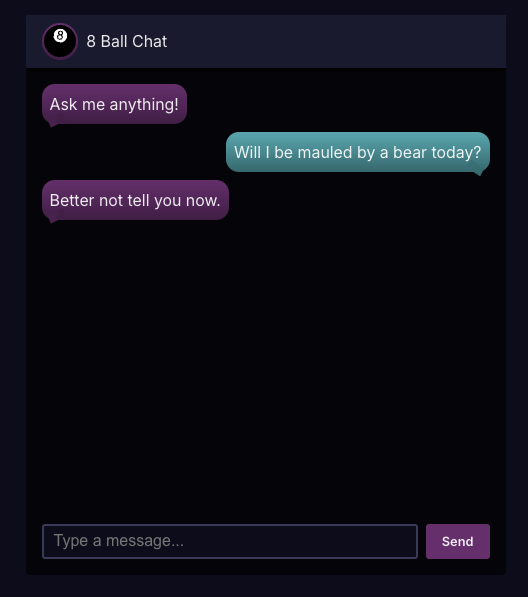 8
8 Ball Chat
Ask me anything!
Will I be mauled by a bear today?
Better not tell you now.
Type a message...
Send